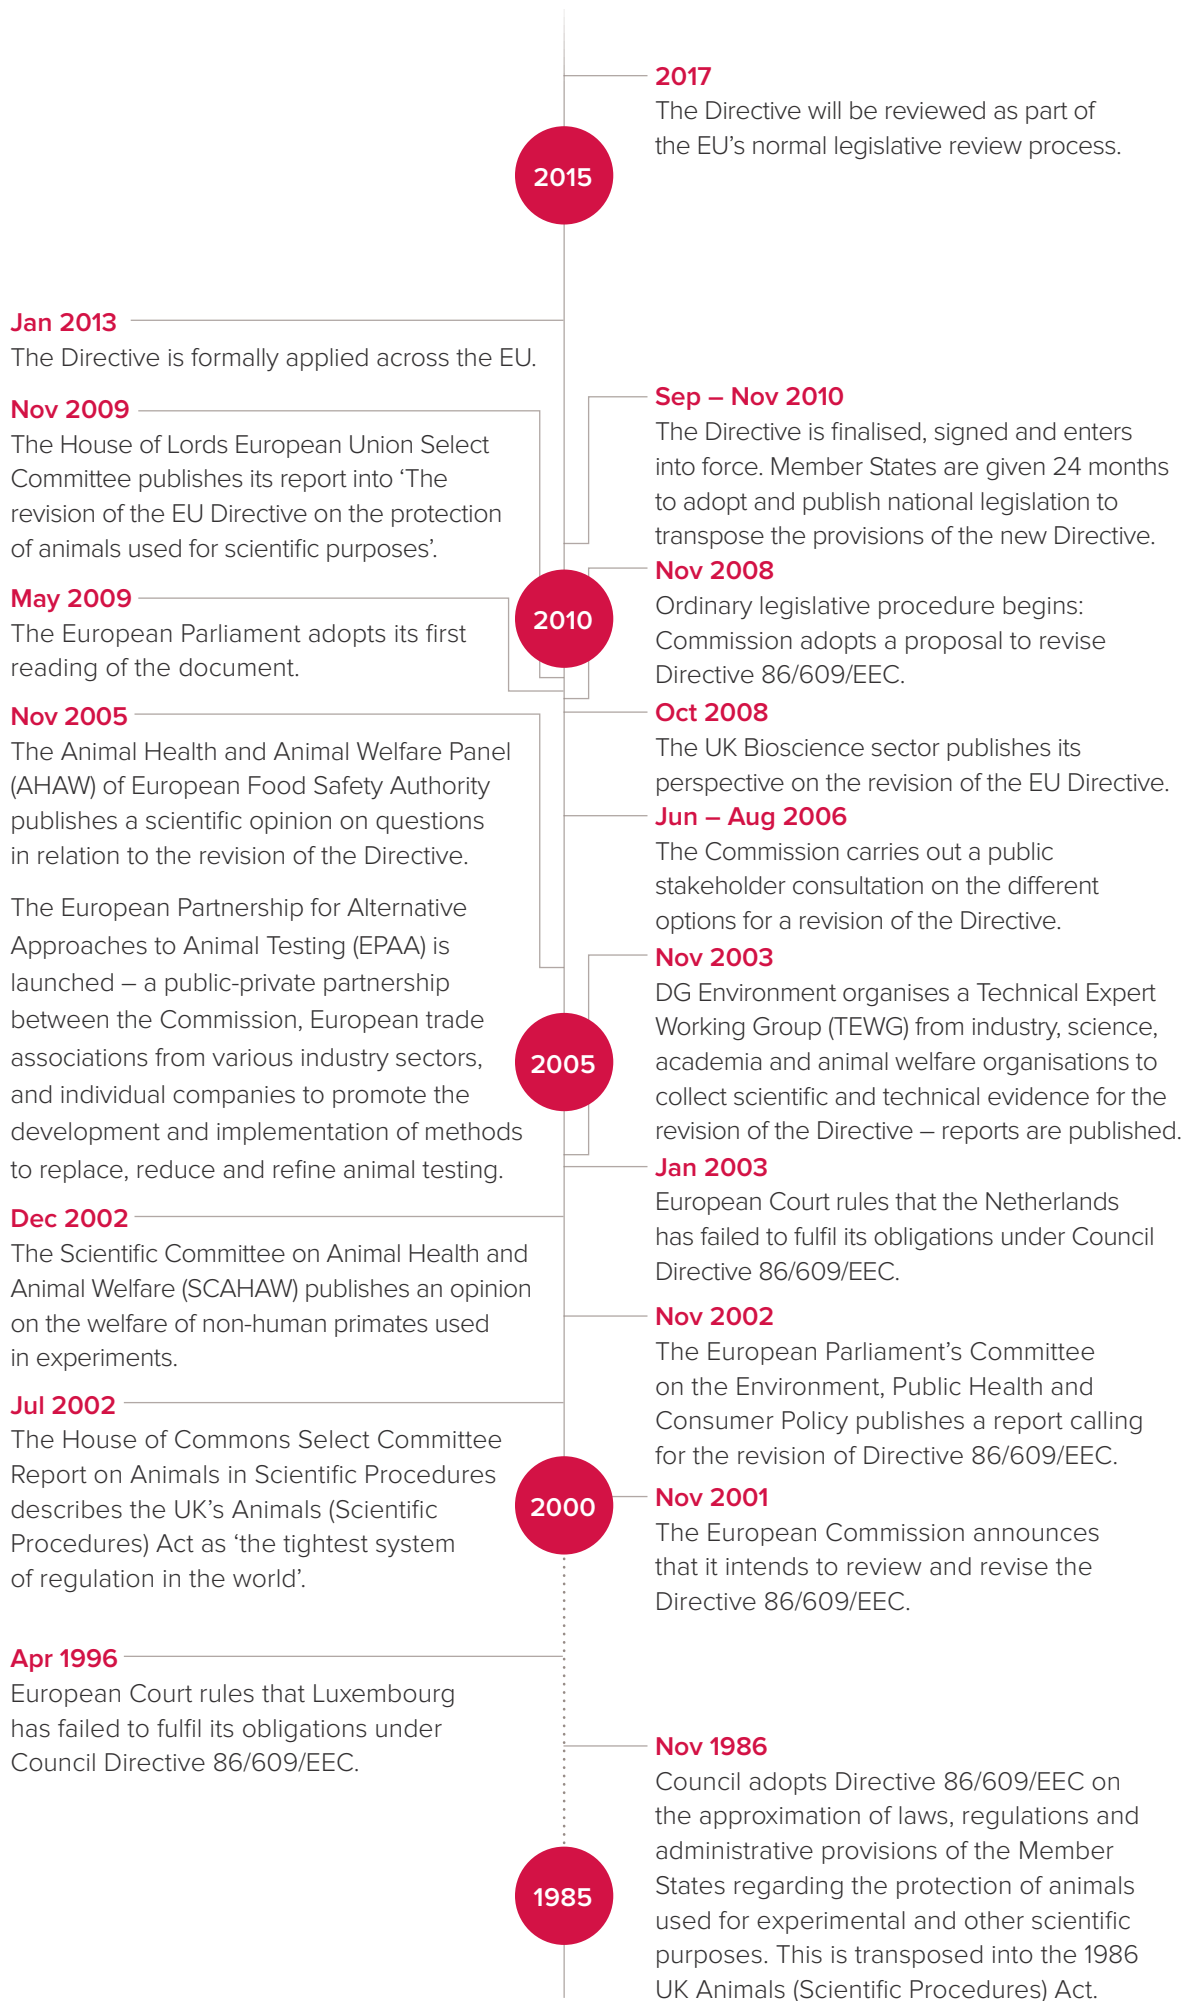 2017
The Directive will be reviewed as part of
the EU’s normal legislative review process.
2015
Jan 2013
The Directive is formally applied across the EU.
Nov 2009
The House of Lords European Union Select
Committee publishes its report into ‘The
revision of the EU Directive on the protection
of animals used for scientific purposes’.
May 2009
The European Parliament adopts its first
reading of the document.
Nov 2005
The Animal Health and Animal Welfare Panel
(AHAW) of European Food Safety Authority
publishes a scientific opinion on questions
in relation to the revision of the Directive.
The European Partnership for Alternative
Approaches to Animal Testing (EPAA) is
launched – a public-private partnership
between the Commission, European trade
associations from various industry sectors,
and individual companies to promote the
development and implementation of methods
to replace, reduce and refine animal testing.
Dec 2002
The Scientific Committee on Animal Health and
Animal Welfare (SCAHAW) publishes an opinion
on the welfare of non-human primates used
in experiments.
Jul 2002
The House of Commons Select Committee
Report on Animals in Scientific Procedures
describes the UK’s Animals (Scientific
Procedures) Act as ‘the tightest system
of regulation in the world’.
Apr 1996
European Court rules that Luxembourg
has failed to fulfil its obligations under
Council Directive 86/609/EEC.
2010
2005
2000
1985
Sep – Nov 2010
The Directive is finalised, signed and enters
into force. Member States are given 24 months
to adopt and publish national legislation to
transpose the provisions of the new Directive.
Nov 2008
Ordinary legislative procedure begins:
Commission adopts a proposal to revise
Directive 86/609/EEC.
Oct 2008
The UK Bioscience sector publishes its
perspective on the revision of the EU Directive.
Jun – Aug 2006
The Commission carries out a public
stakeholder consultation on the different
options for a revision of the Directive.
Nov 2003
DG Environment organises a Technical Expert
Working Group (TEWG) from industry, science,
academia and animal welfare organisations to
collect scientific and technical evidence for the
revision of the Directive – reports are published.
Jan 2003
European Court rules that the Netherlands
has failed to fulfil its obligations under Council
Directive 86/609/EEC.
Nov 2002
The European Parliament’s Committee
on the Environment, Public Health and
Consumer Policy publishes a report calling
for the revision of Directive 86/609/EEC.
Nov 2001
The European Commission announces
that it intends to review and revise the
Directive 86/609/EEC.
Nov 1986
Council adopts Directive 86/609/EEC on
the approximation of laws, regulations and
administrative provisions of the Member
States regarding the protection of animals
used for experimental and other scientific
purposes. This is transposed into the 1986
UK Animals (Scientific Procedures) Act.